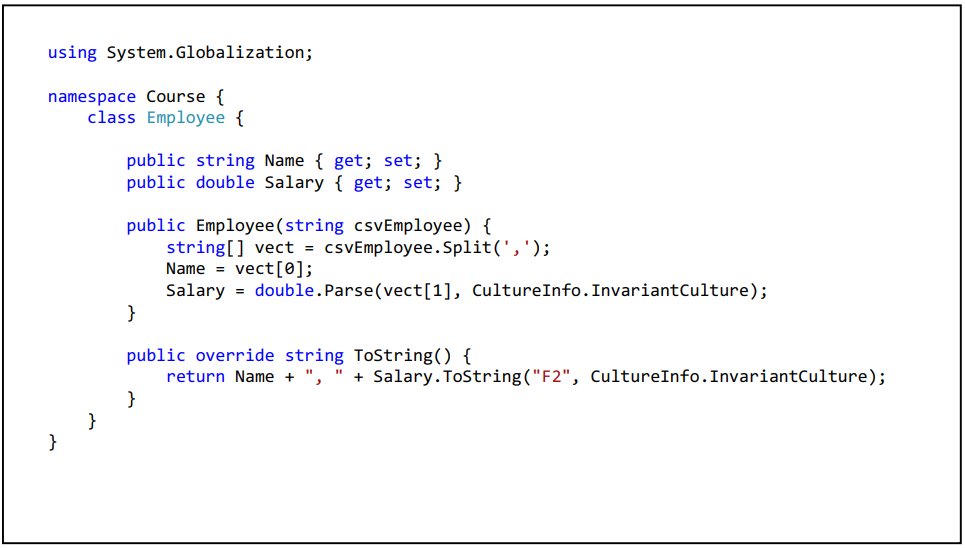 using System.Globalization;
namespace Course {
class Employee {
public string Name { get; set; }
public double Salary { get; set; }
public Employee(string csvEmployee) {
string[] vect = csvEmployee.Split(',');
Name = vect[0];
Salary = double.Parse(vect[1], CultureInfo.InvariantCulture);
}
public override string ToString() {
return Name + ", " + Salary.ToString("F2", CultureInfo.InvariantCulture);
}
}
}